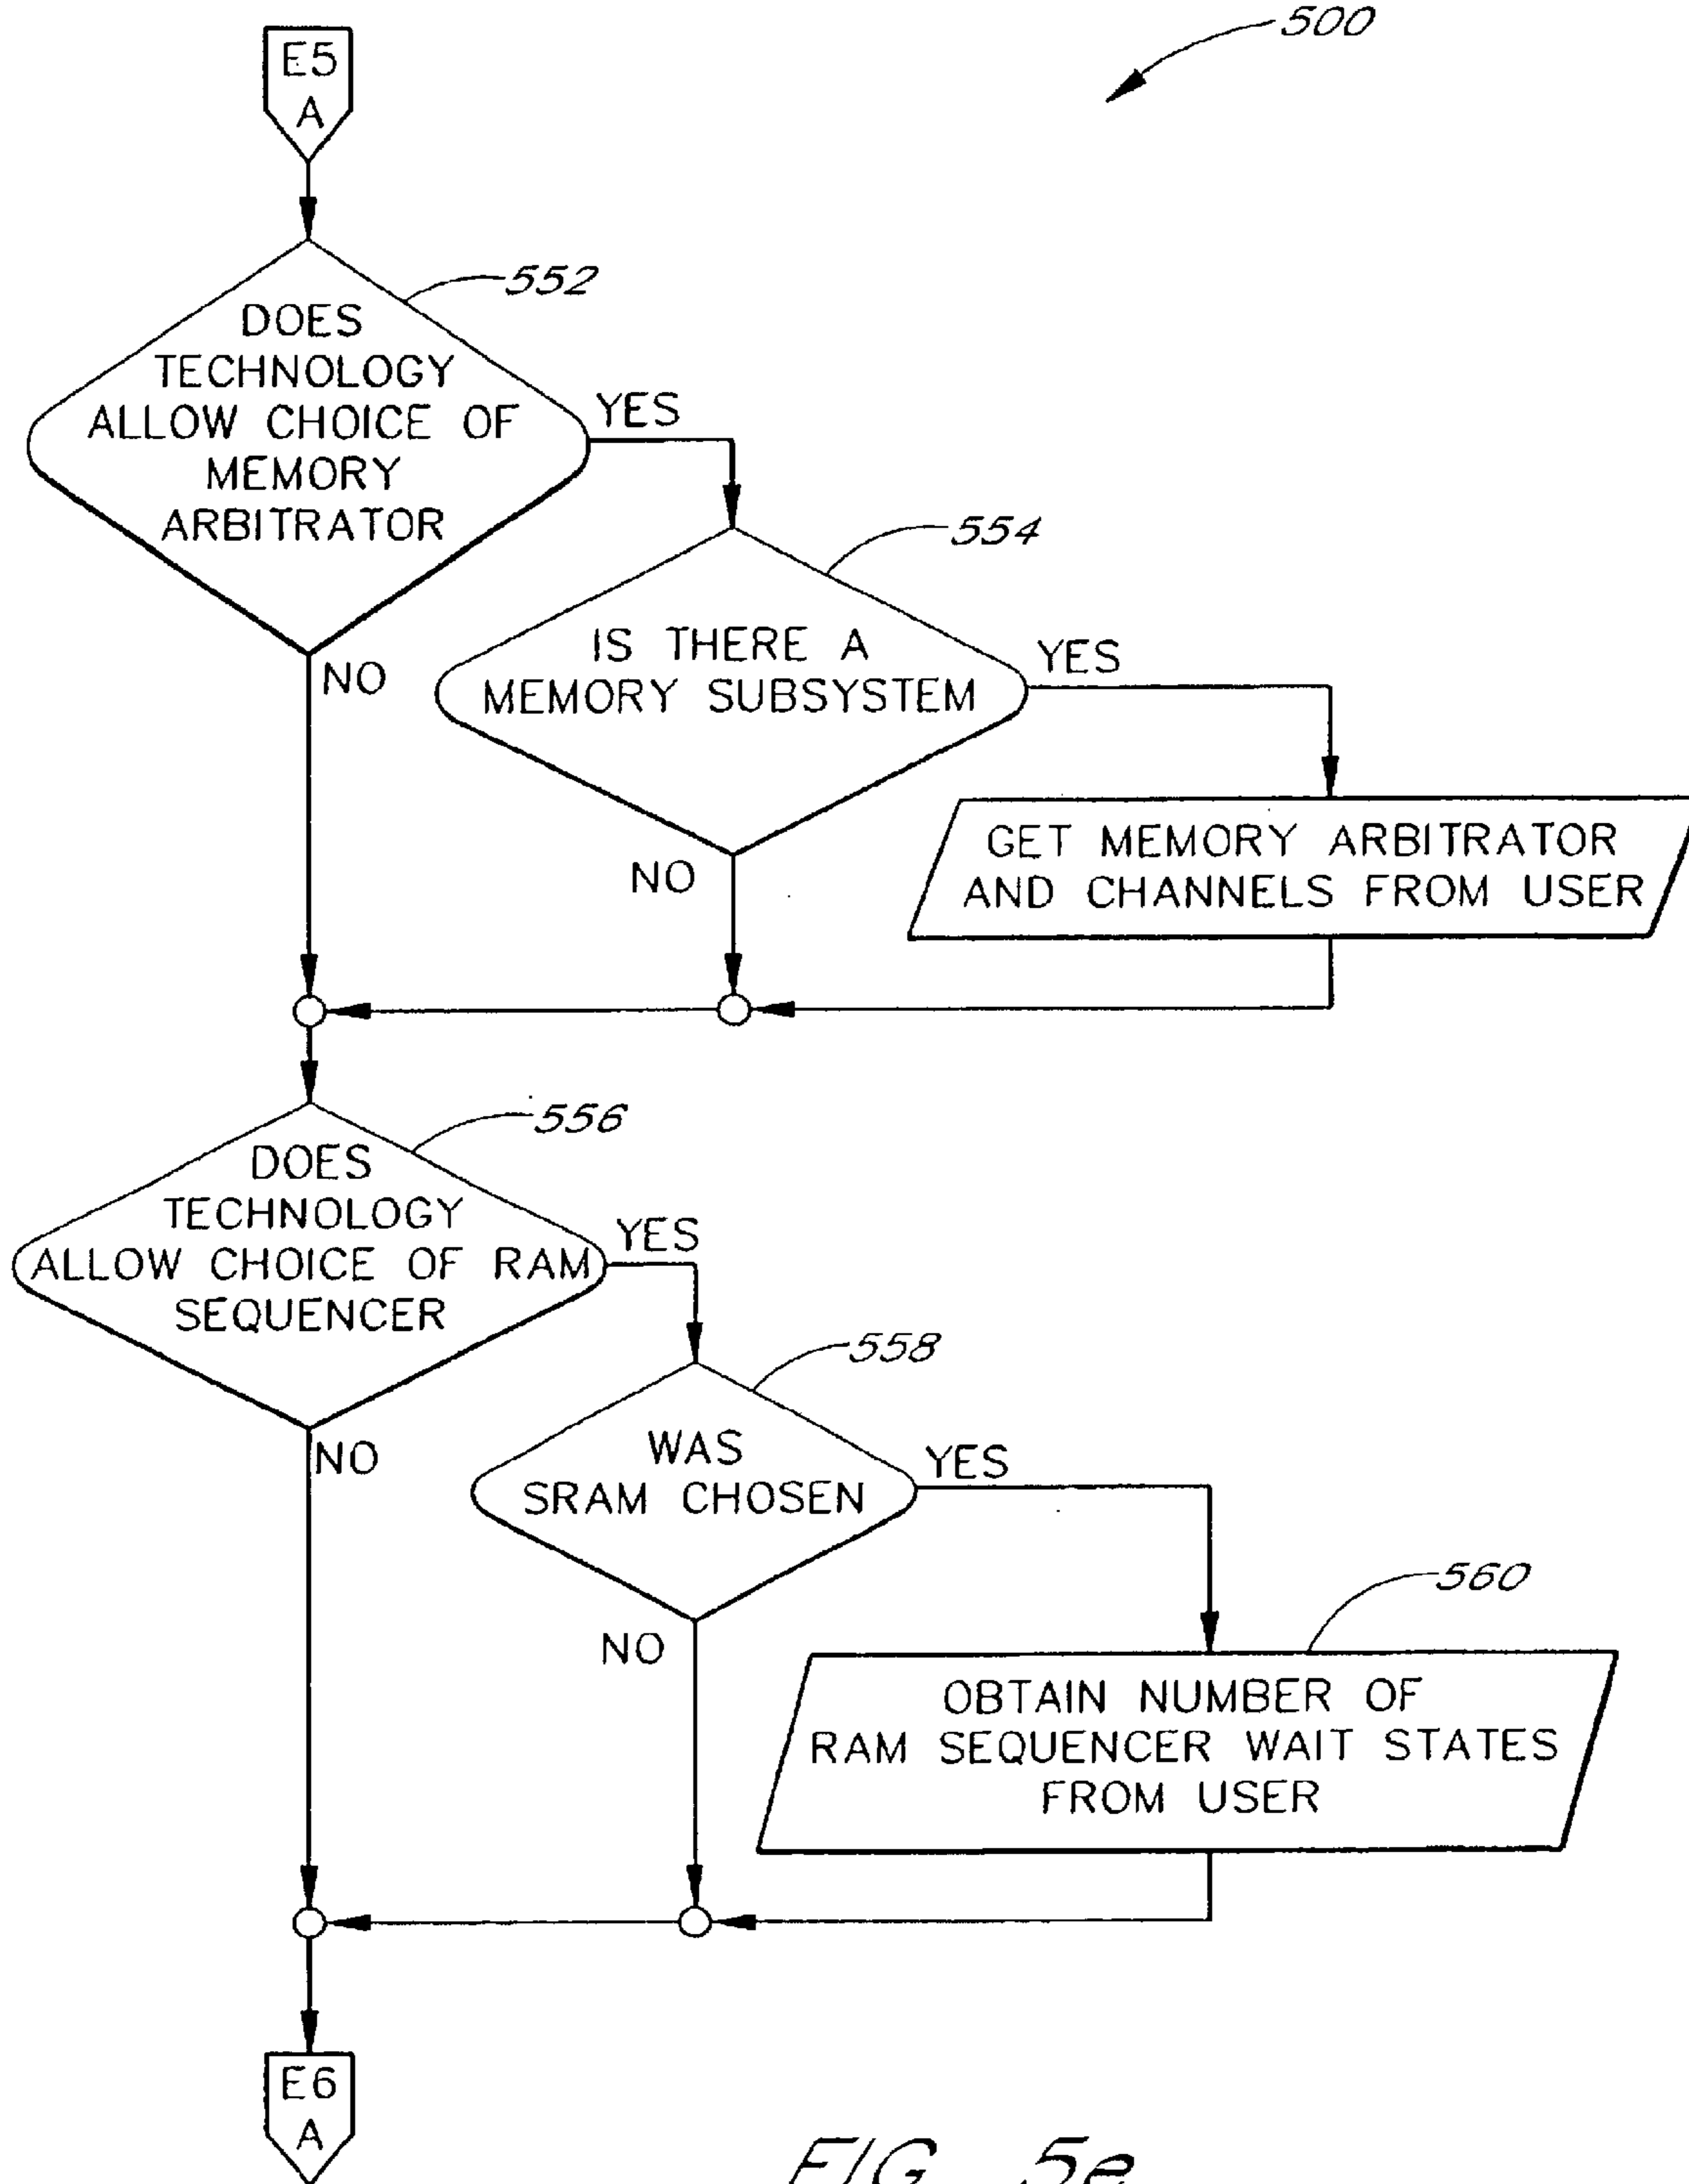 500
E5
A
552
DOES
TECHNOLOGY
ALLOW CHOICE OF
MEMORY
ARBITRATOR
YES
NO
554
IS THERE A
MEMORY SUBSYSTEM
YES
NO
GET MEMORY ARBITRATOR
AND CHANNELS FROM USER
556
DOES
TECHNOLOGY
ALLOW CHOICE OF RAM
SEQUENCER
YES
NO
558
WAS
SRAM CHOSEN
YES
NO
560
OBTAIN NUMBER OF
RAM SEQUENCER WAIT STATES
FROM USER
E6
A
FIG. 5e